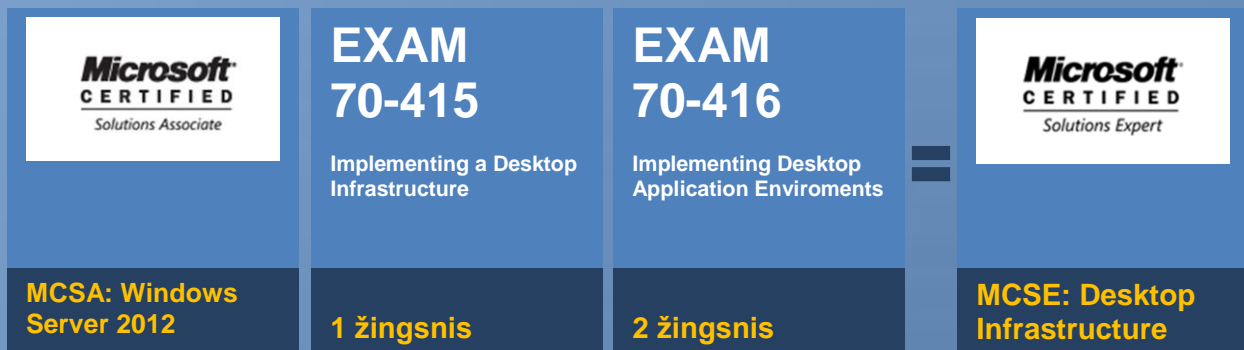 Microsoft
CERTIFIED
Solutions Associate
MCSA: Windows
Server 2012
EXAM
70-415
Implementing a Desktop
Infrastructure
1 žingsnis
EXAM
70-416
Implementing Desktop
Application Enviroments
2 žingsnis
=
Microsoft
CERTIFIED
Solutions Expert
MCSE: Desktop
Infrastructure